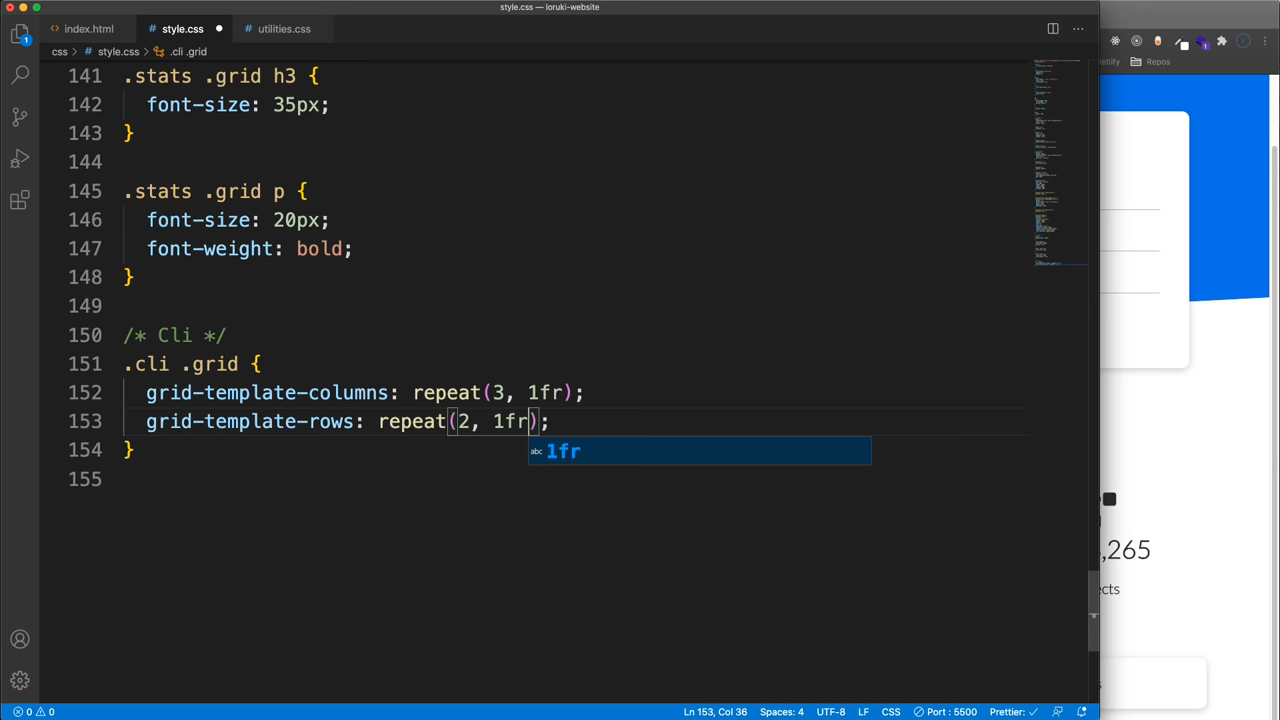 style.css — loruki-website
index.html
style.css
utilities.css
css › style.css › .cli .grid
etlify
Repos
141 .stats .grid h3 {
142 font-size: 35px;
143 }
144
145 .stats .grid p {
146 font-size: 20px;
147 font-weight: bold;
148 }
149
150 /* Cli */
151 .cli .grid {
152 grid-template-columns: repeat(3, 1fr);
153 grid-template-rows: repeat(2, 1fr);
abc 1fr
154 }
155
,265
ects
s
0 0
Ln 153, Col 36
Spaces: 4
UTF-8
LF
CSS
Port : 5500
Prettier: ✓